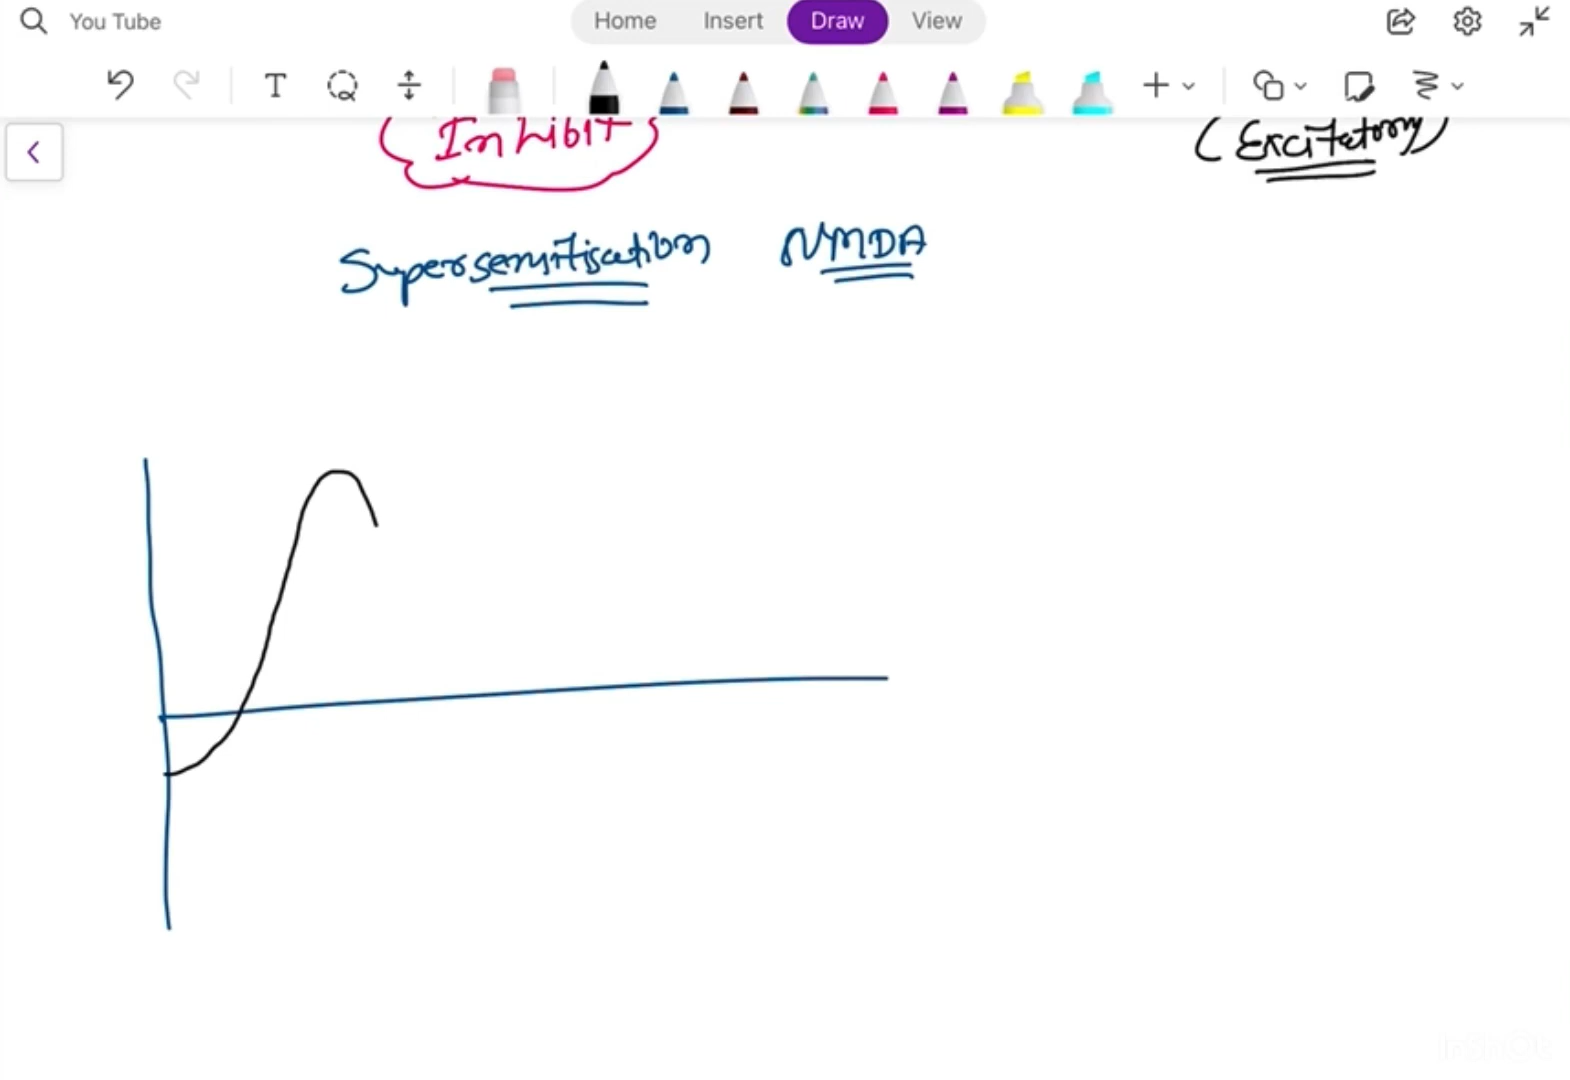 You Tube
Home Insert Draw View
T
(Inhibit)
(Excitatory)
Supersensitisation NMDA